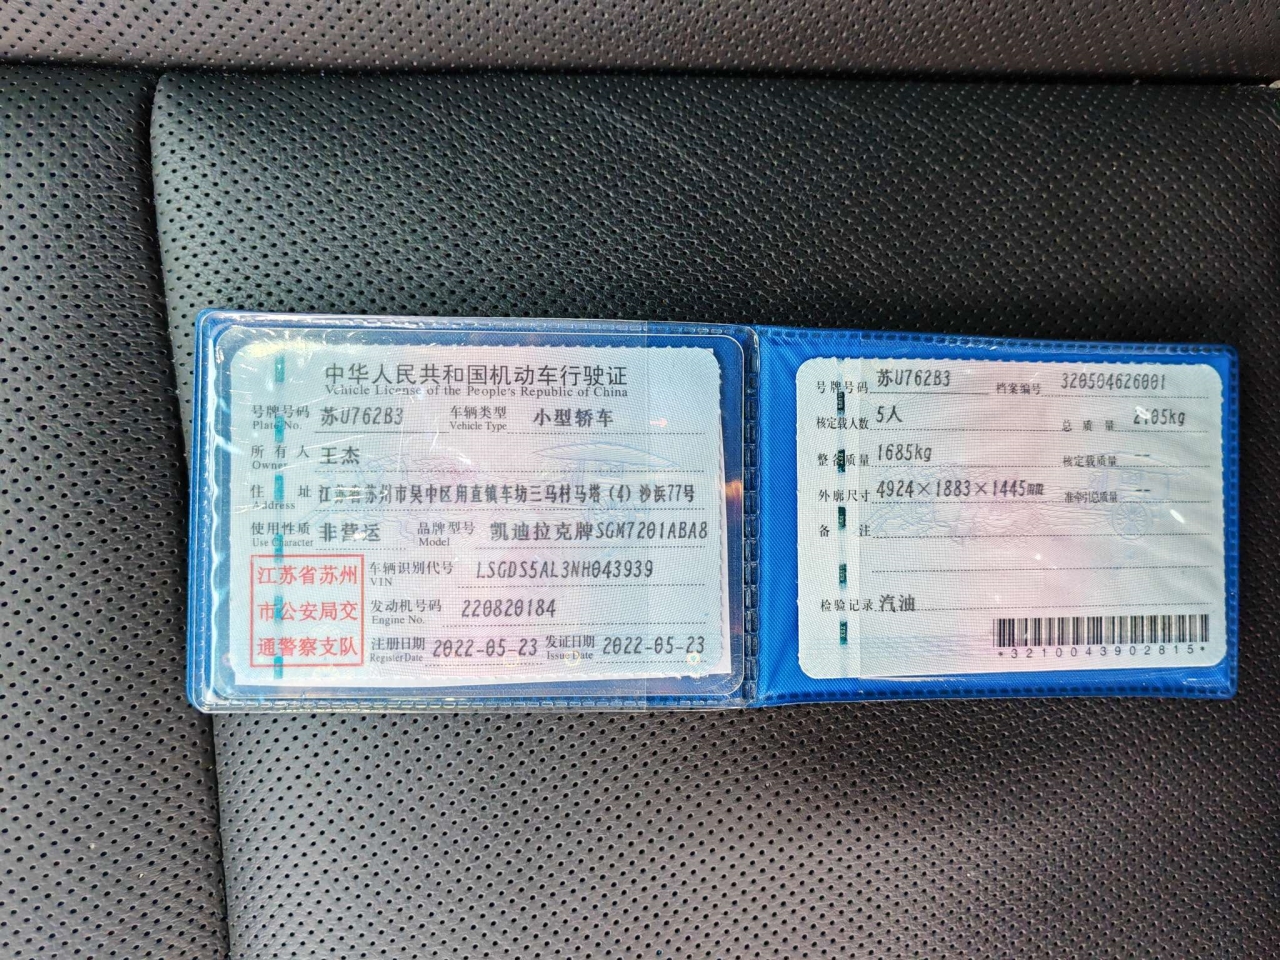 中华人民共和国机动车行驶证
Vehicle License of the People's Republic of China
号牌号码 苏U762B3 车辆类型 小型轿车
Plate No. Vehicle Type
所有人 王杰
Owner
住址 江苏省苏州市吴中区甪直镇车坊三马村马塔(4)沙浜77号
Address
使用性质 非营运 品牌型号 凯迪拉克牌SGM7201ABA8
Use Character Model
江苏省苏州
市公安局交
通警察支队
车辆识别代号 LSGDS5AL3NH043939
VIN
发动机号码 220820184
Engine No.
注册日期 2022-05-23 发证日期 2022-05-23
Register Date Issue Date
号牌号码 苏U762B3 档案编号 320504626001
核定载人数 5人 总质量
整备质量 1685kg 核定载质量 --
外廓尺寸 4924×1883×1445mm 准牵引总质量 --
备注
检验记录 汽油
*3210043902815*